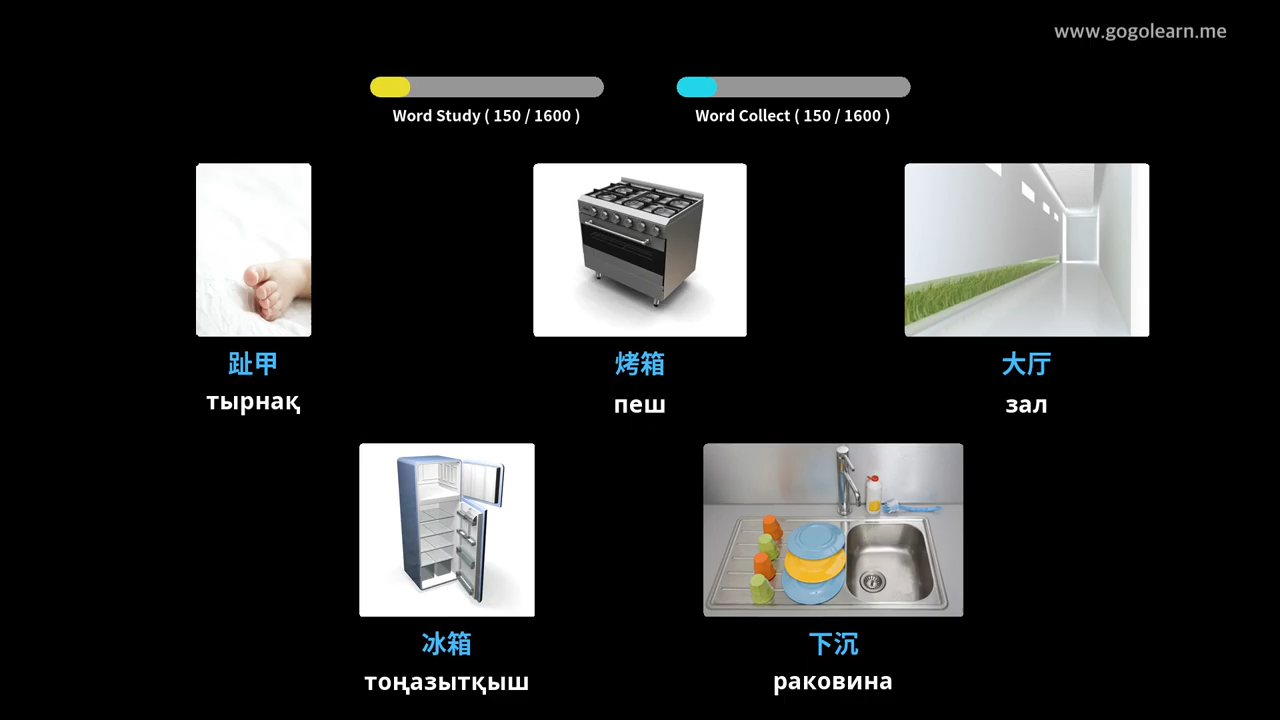 www.gogolearn.me
Word Study ( 150 / 1600 )
Word Collect ( 150 / 1600 )
趾甲
тырнақ
烤箱
пеш
大厅
зал
冰箱
тоңазытқыш
下沉
раковина